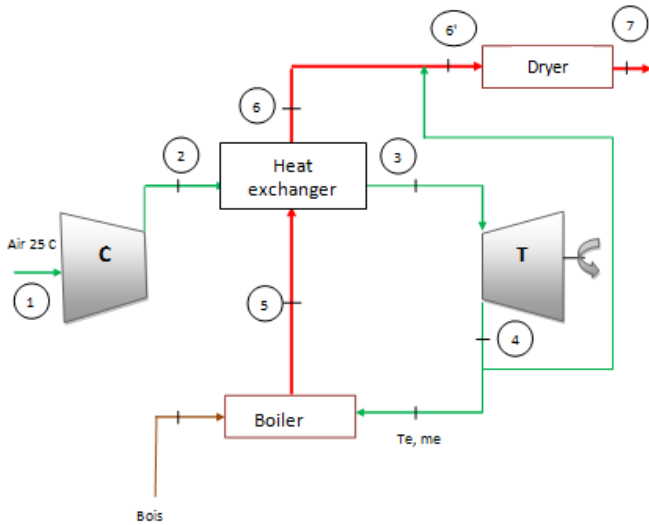 6'
7
Dryer
6
2
3
Heat
exchanger
Air 25 C
C
T
1
5
4
Boiler
Te, me
Bois